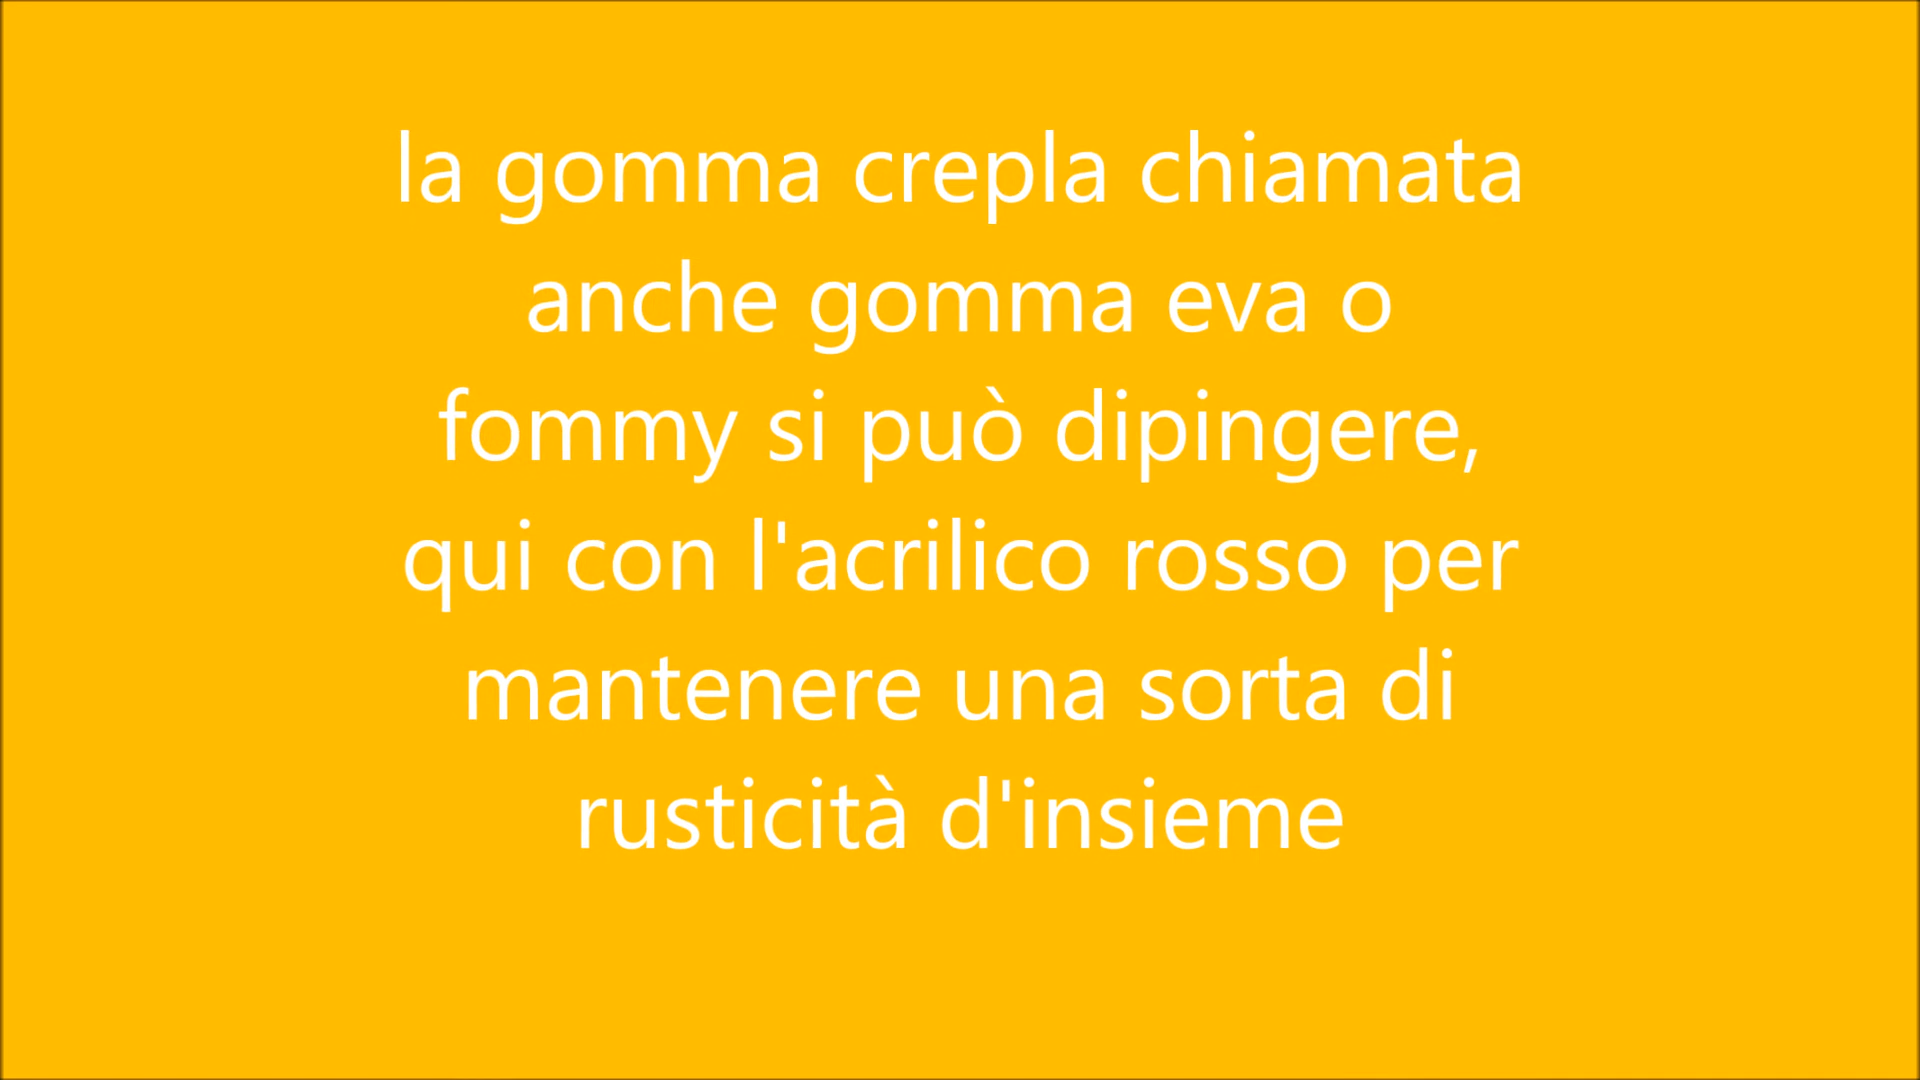 la gomma crepla chiamata
anche gomma eva o
fommy si può dipingere,
qui con l'acrilico rosso per
mantenere una sorta di
rusticità d'insieme